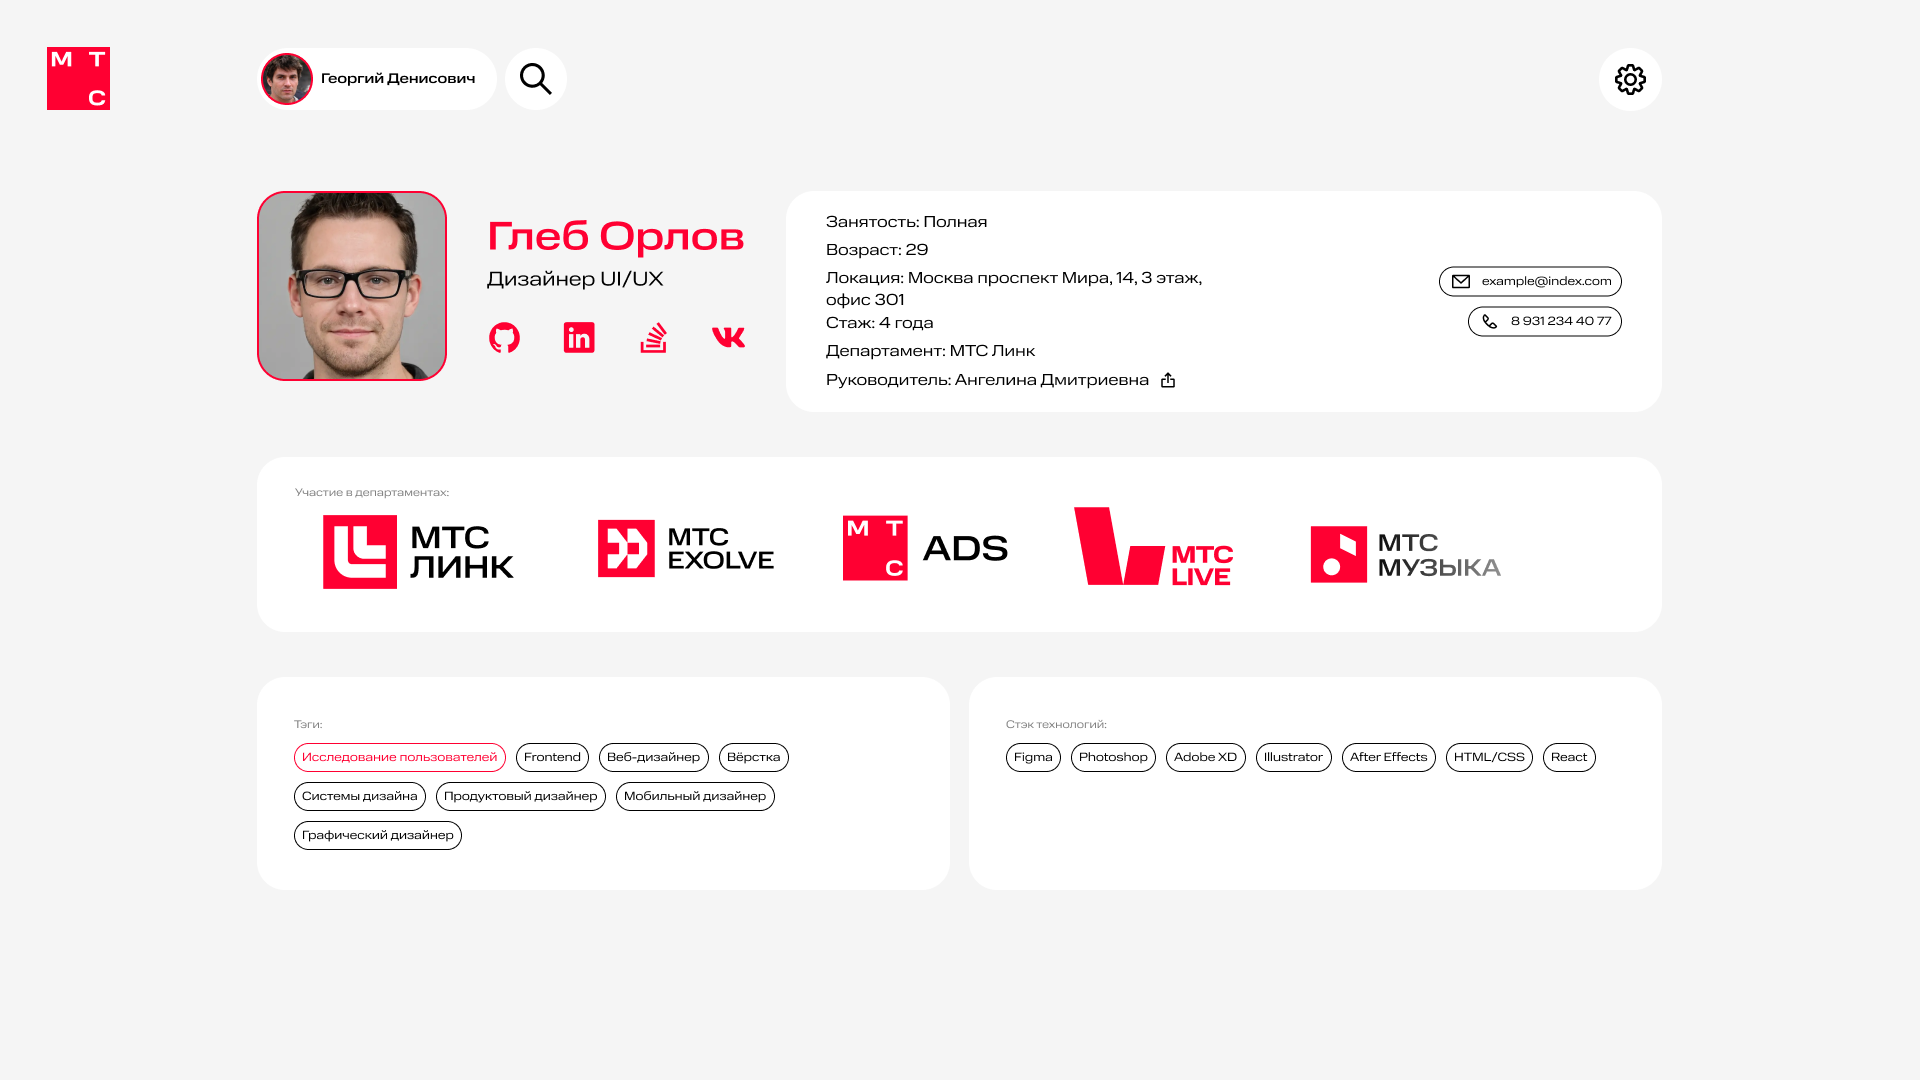 М Т
С
Георгий Денисович
Глеб Орлов
Дизайнер UI/UX
in
Занятость: Полная
Возраст: 29
Локация: Москва проспект Мира, 14, 3 этаж,
офис 301
Стаж: 4 года
Департамент: МТС Линк
Руководитель: Ангелина Дмитриевна
example@index.com
8 931 234 40 77
Участие в департаментах:
МТС
ЛИНК
МТС
EXOLVE
М Т
С
ADS
МТС
LIVE
МТС
МУЗЫКА
Тэги:
Исследование пользователей Frontend Веб-дизайнер Вёрстка
Системы дизайна Продуктовый дизайнер Мобильный дизайнер
Графический дизайнер
Стэк технологий:
Figma Photoshop Adobe XD Illustrator After Effects HTML/CSS React